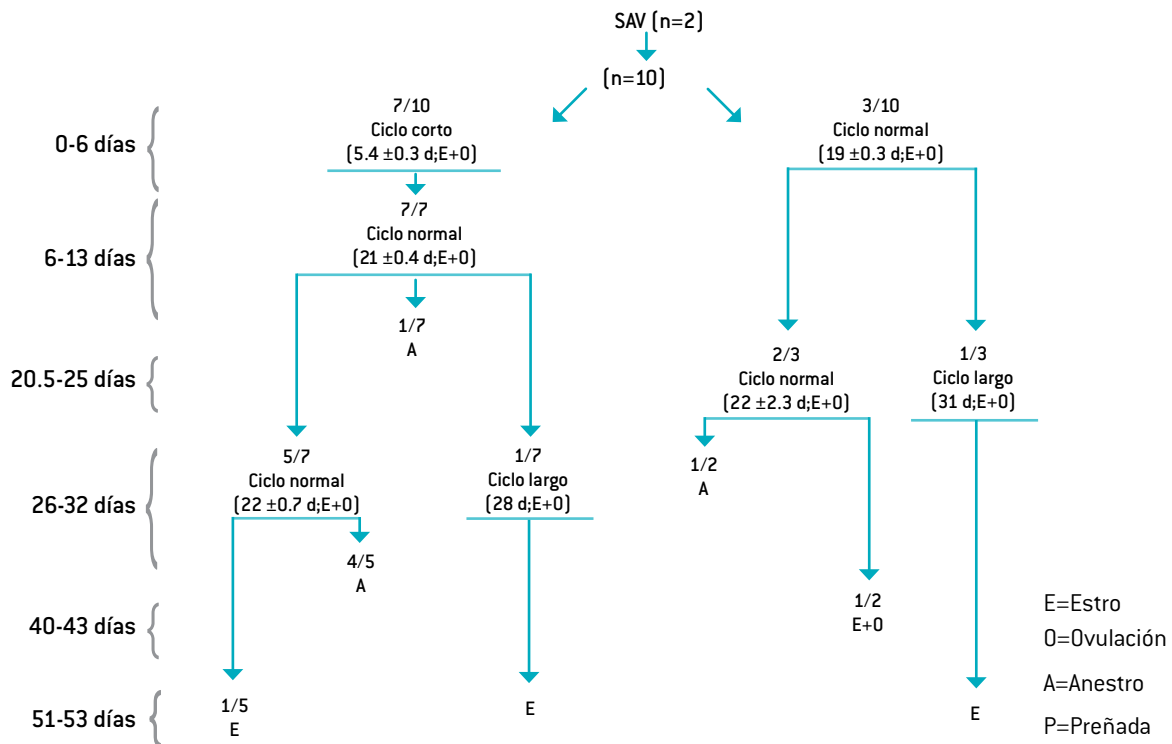 SAV (n=2)
(n=10)
0-6 días
7/10
Ciclo corto
(5.4 ±0.3 d;E+0)
3/10
Ciclo normal
(19 ±0.3 d;E+0)
6-13 días
7/7
Ciclo normal
(21 ±0.4 d;E+0)
1/7
A
20.5-25 días
2/3
Ciclo normal
(22 ±2.3 d;E+0)
1/3
Ciclo largo
(31 d;E+0)
26-32 días
5/7
Ciclo normal
(22 ±0.7 d;E+0)
1/7
Ciclo largo
(28 d;E+0)
1/2
A
4/5
A
40-43 días
1/2
E+0
51-53 días
1/5
E
E
E
E=Estro
O=Ovulación
A=Anestro
P=Preñada